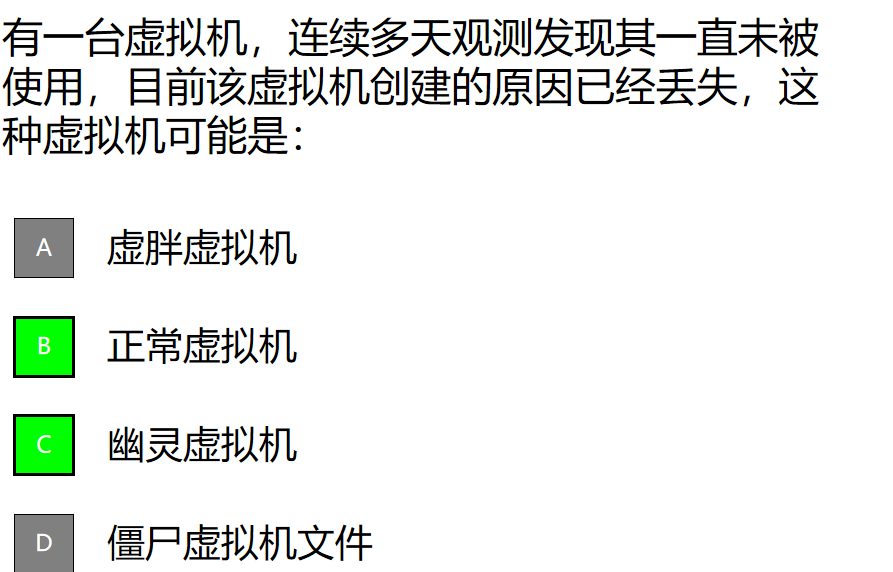 有一台虚拟机，连续多天观测发现其一直未被
使用，目前该虚拟机创建的原因已经丢失，这
种虚拟机可能是：
A 虚胖虚拟机
B 正常虚拟机
C 幽灵虚拟机
D 僵尸虚拟机文件